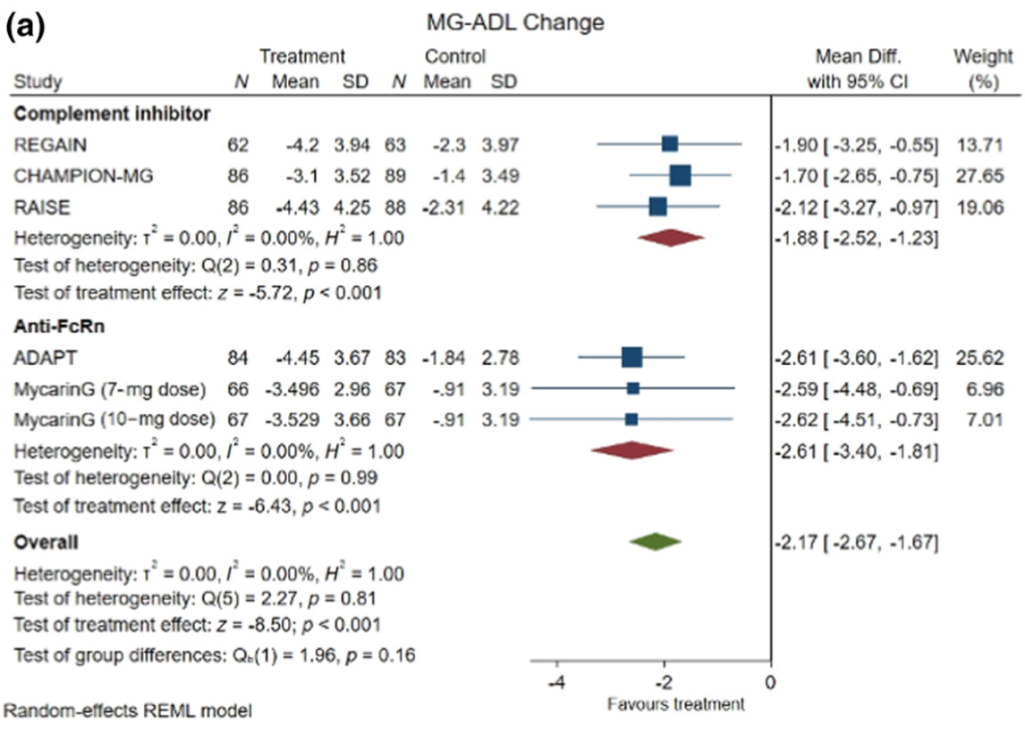 (a)
MG-ADL Change
Treatment Control Mean Diff. Weight
Study N Mean SD N Mean SD with 95% CI (%)
Complement inhibitor
REGAIN 62 -4.2 3.94 63 -2.3 3.97 -1.90 [ -3.25, -0.55] 13.71
CHAMPION-MG 86 -3.1 3.52 89 -1.4 3.49 -1.70 [ -2.65, -0.75] 27.65
RAISE 86 -4.43 4.25 88 -2.31 4.22 -2.12 [ -3.27, -0.97] 19.06
Heterogeneity: τ² = 0.00, I² = 0.00%, H² = 1.00 -1.88 [ -2.52, -1.23]
Test of heterogeneity: Q(2) = 0.31, p = 0.86
Test of treatment effect: z = -5.72, p < 0.001
Anti-FcRn
ADAPT 84 -4.45 3.67 83 -1.84 2.78 -2.61 [ -3.60, -1.62] 25.62
MycarinG (7-mg dose) 66 -3.496 2.96 67 -.91 3.19 -2.59 [ -4.48, -0.69] 6.96
MycarinG (10−mg dose) 67 -3.529 3.66 67 -.91 3.19 -2.62 [ -4.51, -0.73] 7.01
Heterogeneity: τ² = 0.00, I² = 0.00%, H² = 1.00 -2.61 [ -3.40, -1.81]
Test of heterogeneity: Q(2) = 0.00, p = 0.99
Test of treatment effect: z = -6.43, p < 0.001
Overall -2.17 [ -2.67, -1.67]
Heterogeneity: τ² = 0.00, I² = 0.00%, H² = 1.00
Test of heterogeneity: Q(5) = 2.27, p = 0.81
Test of treatment effect: z = -8.50; p < 0.001
Test of group differences: Qb(1) = 1.96, p = 0.16
-4 -2 0
Favours treatment
Random-effects REML model